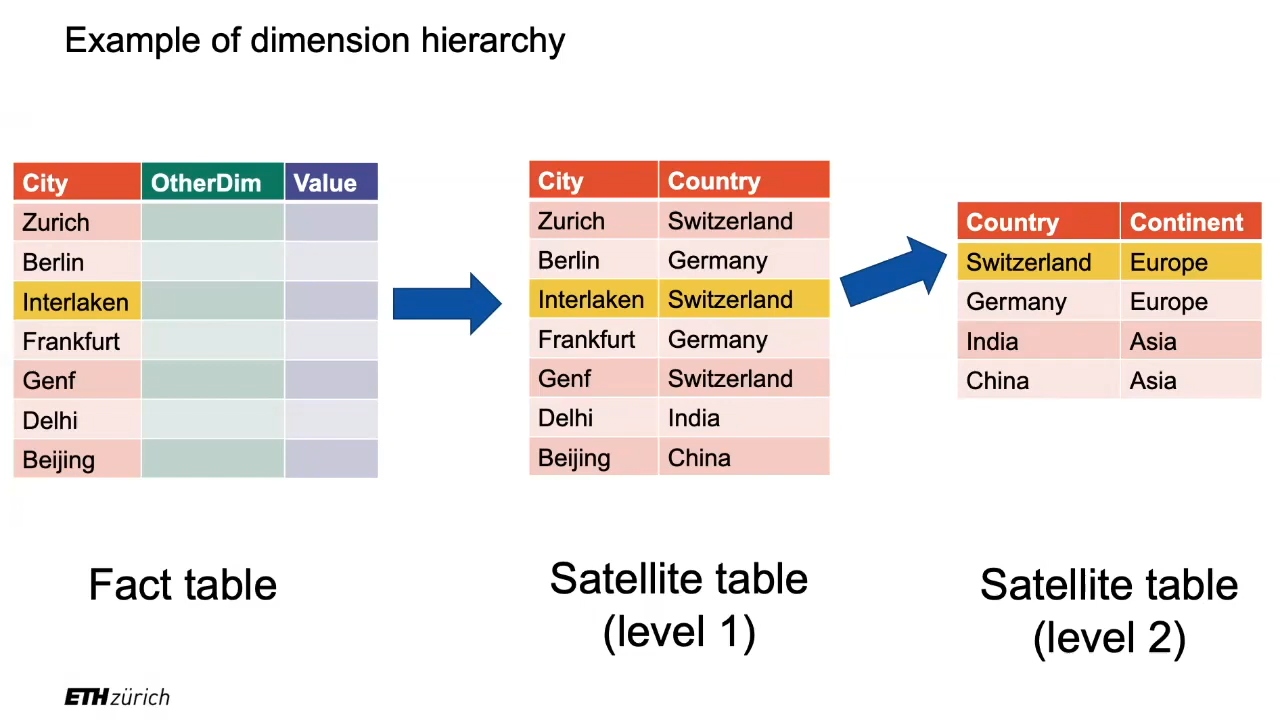 Example of dimension hierarchy
City OtherDim Value
Zurich
Berlin
Interlaken
Frankfurt
Genf
Delhi
Beijing
Fact table
City Country
Zurich Switzerland
Berlin Germany
Interlaken Switzerland
Frankfurt Germany
Genf Switzerland
Delhi India
Beijing China
Satellite table
(level 1)
Country Continent
Switzerland Europe
Germany Europe
India Asia
China Asia
Satellite table
(level 2)
ETH zürich